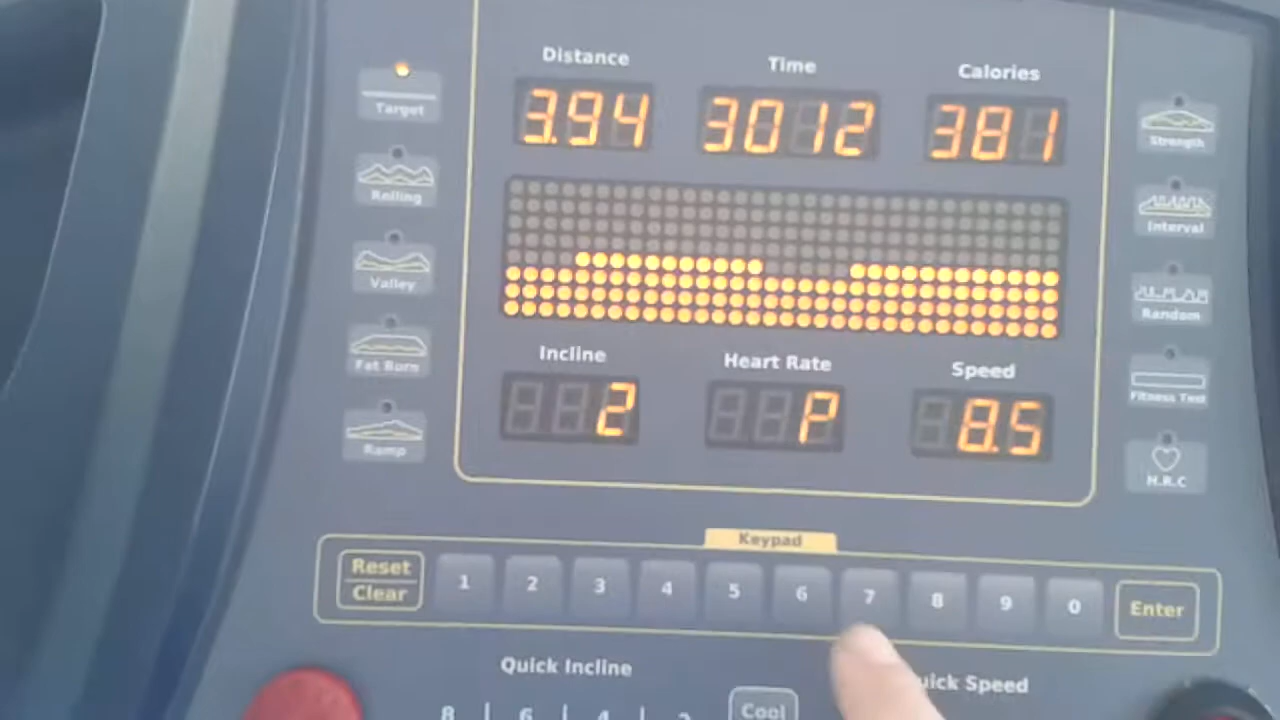 Distance Time Calories
3.94 3012 381
Target
Rolling
Valley
Fat Burn
Ramp
Strength
Interval
Random
Fitness Test
H.R.C
Incline Heart Rate Speed
2 P 8.5
Keypad
Reset
Clear
1 2 3 4 5 6 7 8 9 0
Enter
Quick Incline
uick Speed
8 6 4 2
Cool